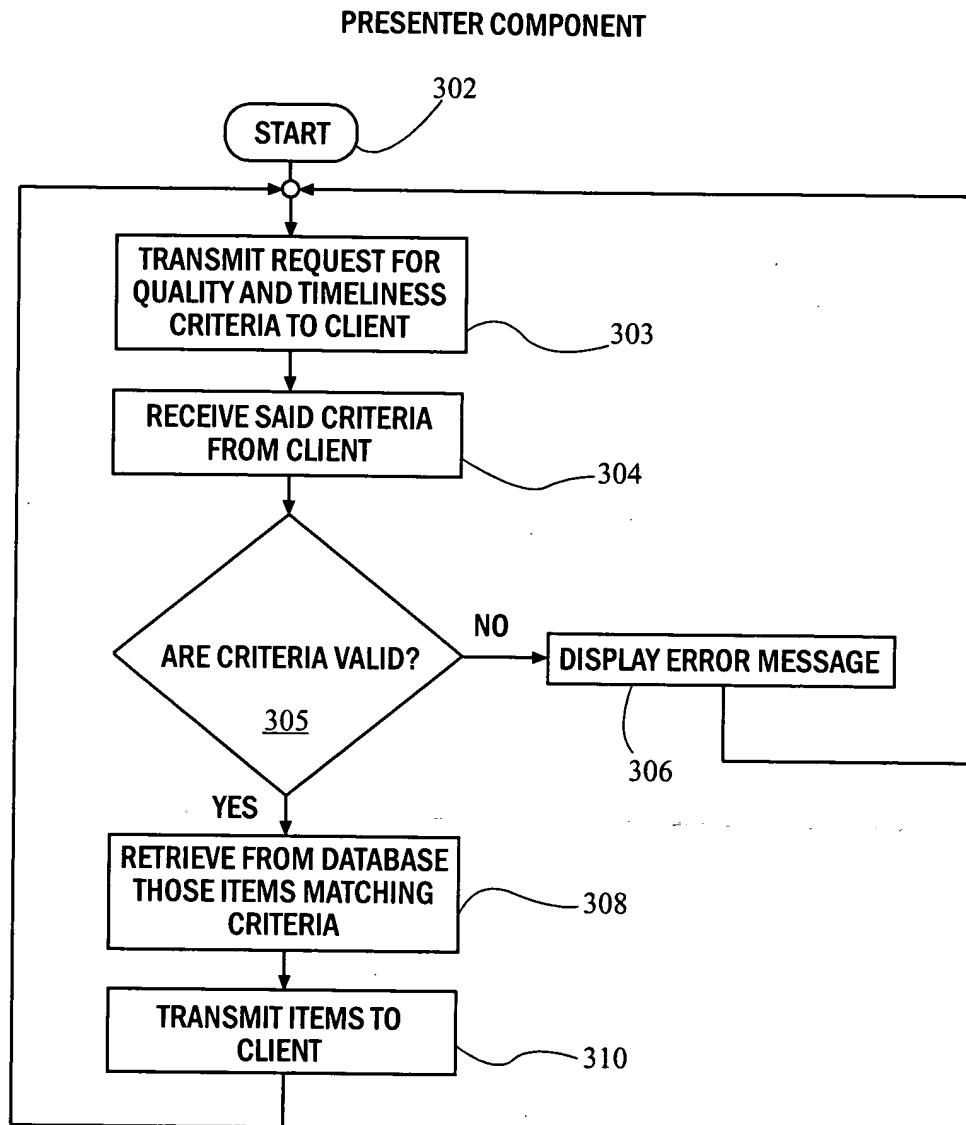 PRESENTER COMPONENT
302
START
TRANSMIT REQUEST FOR
QUALITY AND TIMELINESS
CRITERIA TO CLIENT
303
RECEIVE SAID CRITERIA
FROM CLIENT
304
ARE CRITERIA VALID?
305
NO
DISPLAY ERROR MESSAGE
306
YES
RETRIEVE FROM DATABASE
THOSE ITEMS MATCHING
CRITERIA
308
TRANSMIT ITEMS TO
CLIENT
310